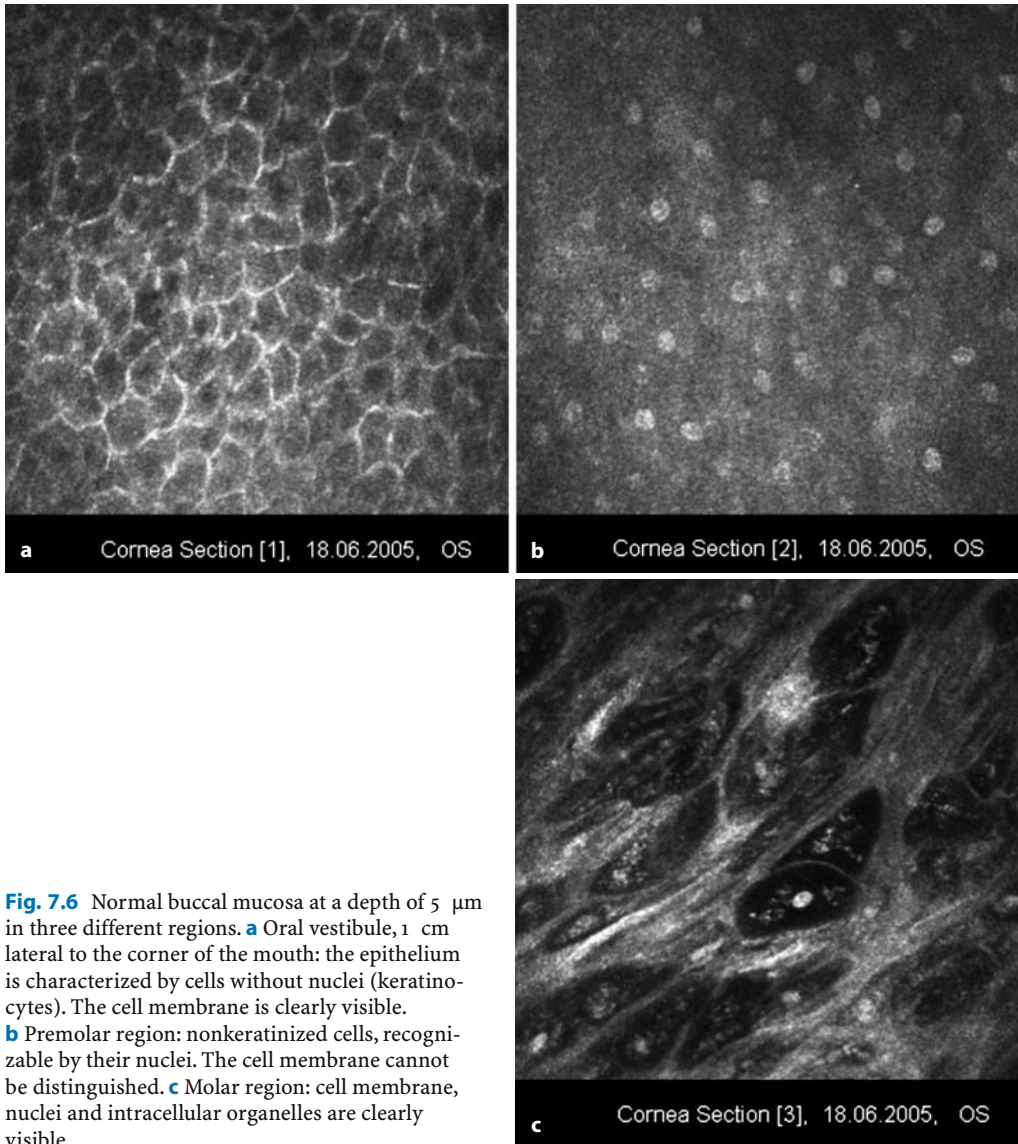 a Cornea Section [1], 18.06.2005, OS
b Cornea Section [2], 18.06.2005, OS
Fig. 7.6 Normal buccal mucosa at a depth of 5 µm
in three different regions. a Oral vestibule, 1 cm
lateral to the corner of the mouth: the epithelium
is characterized by cells without nuclei (keratino-
cytes). The cell membrane is clearly visible.
b Premolar region: nonkeratinized cells, recogni-
zable by their nuclei. The cell membrane cannot
be distinguished. c Molar region: cell membrane,
nuclei and intracellular organelles are clearly
visible
c Cornea Section [3], 18.06.2005, OS